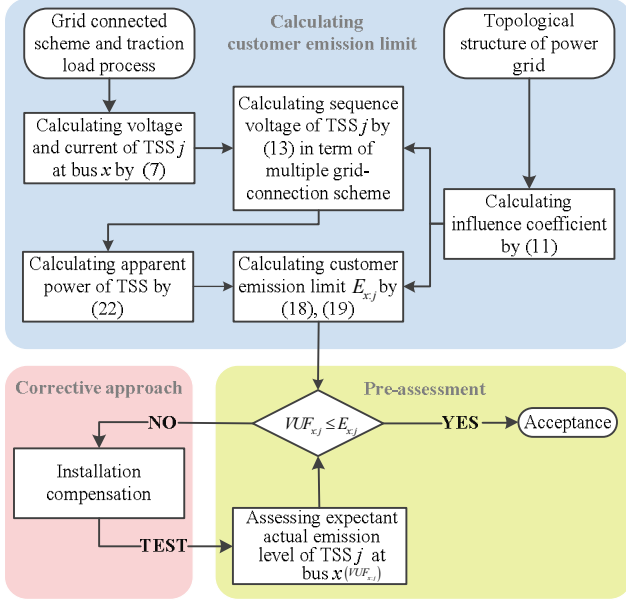 Grid connected
scheme and traction
load process
Calculating
customer emission limit
Topological
structure of power
grid
Calculating voltage
and current of TSS j
at bus x by (7)
Calculating sequence
voltage of TSS j by
(13) in term of
multiple grid-
connection scheme
Calculating
influence coefficient
by (11)
Calculating apparent
power of TSS by
(22)
Calculating customer
emission limit E_{x:j} by
(18), (19)
Corrective approach
Pre-assessment
NO
VUF_{x:j} ≤ E_{x:j}
YES
Acceptance
Installation
compensation
TEST
Assessing expectant
actual emission
level of TSS j at
bus x (VUF_{x:j})